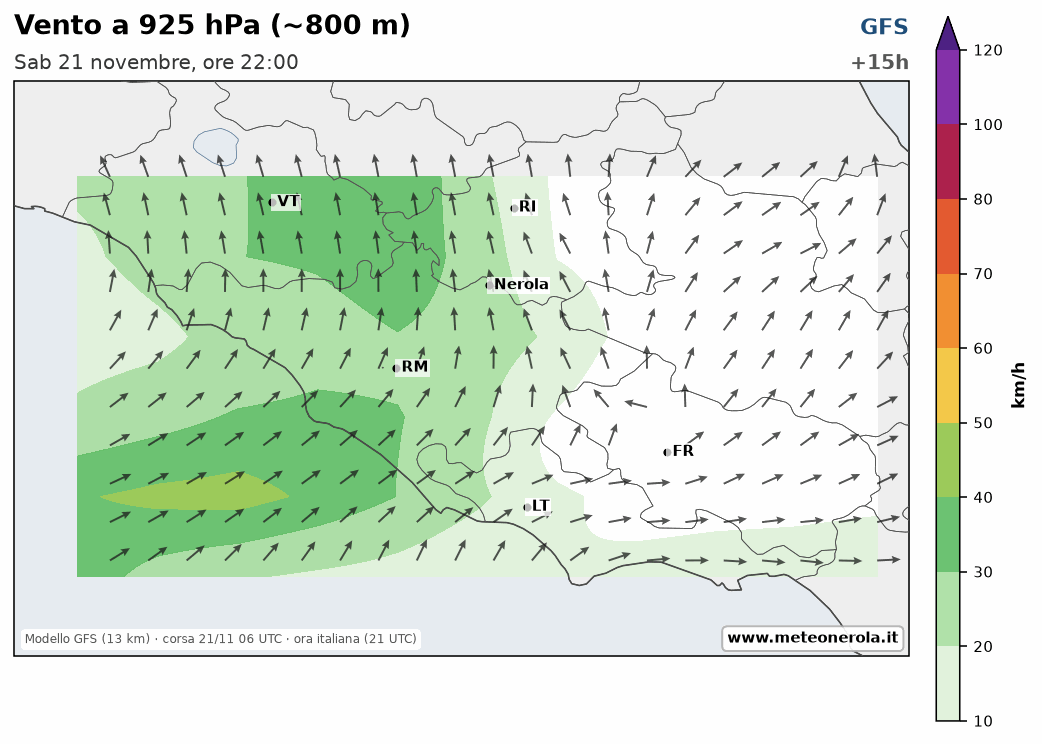 Vento a 925 hPa (~800 m)
GFS
Sab 21 novembre, ore 22:00
+15h
VT
RI
Nerola
RM
FR
LT
Modello GFS (13 km) · corsa 21/11 06 UTC · ora italiana (21 UTC)
www.meteonerola.it
120
100
80
70
60
50
40
30
20
10
km/h